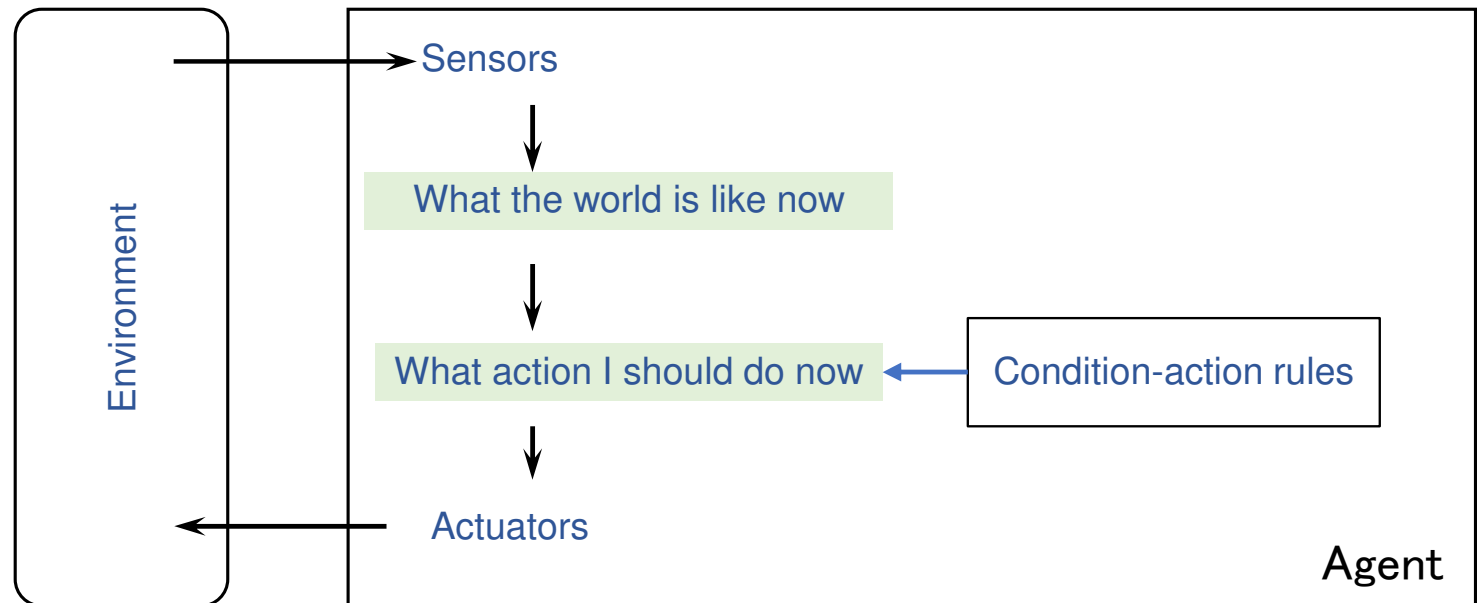 Environment
Sensors
What the world is like now
What action I should do now
Condition-action rules
Actuators
Agent